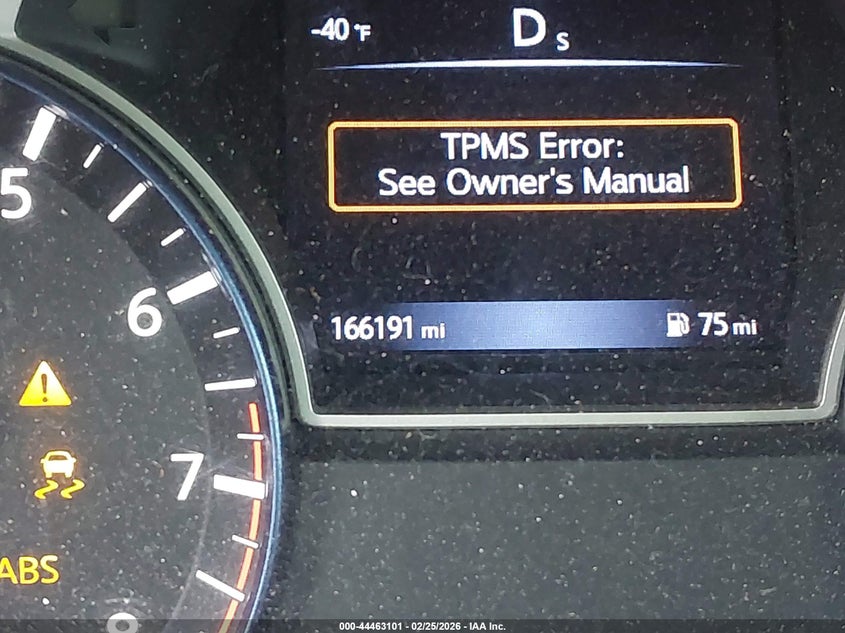 -40 °F
D S
TPMS Error:
See Owner's Manual
5
6
166191 mi
75 mi
!
7
ABS
8
000-44463101 - 02/25/2026 - IAA Inc.